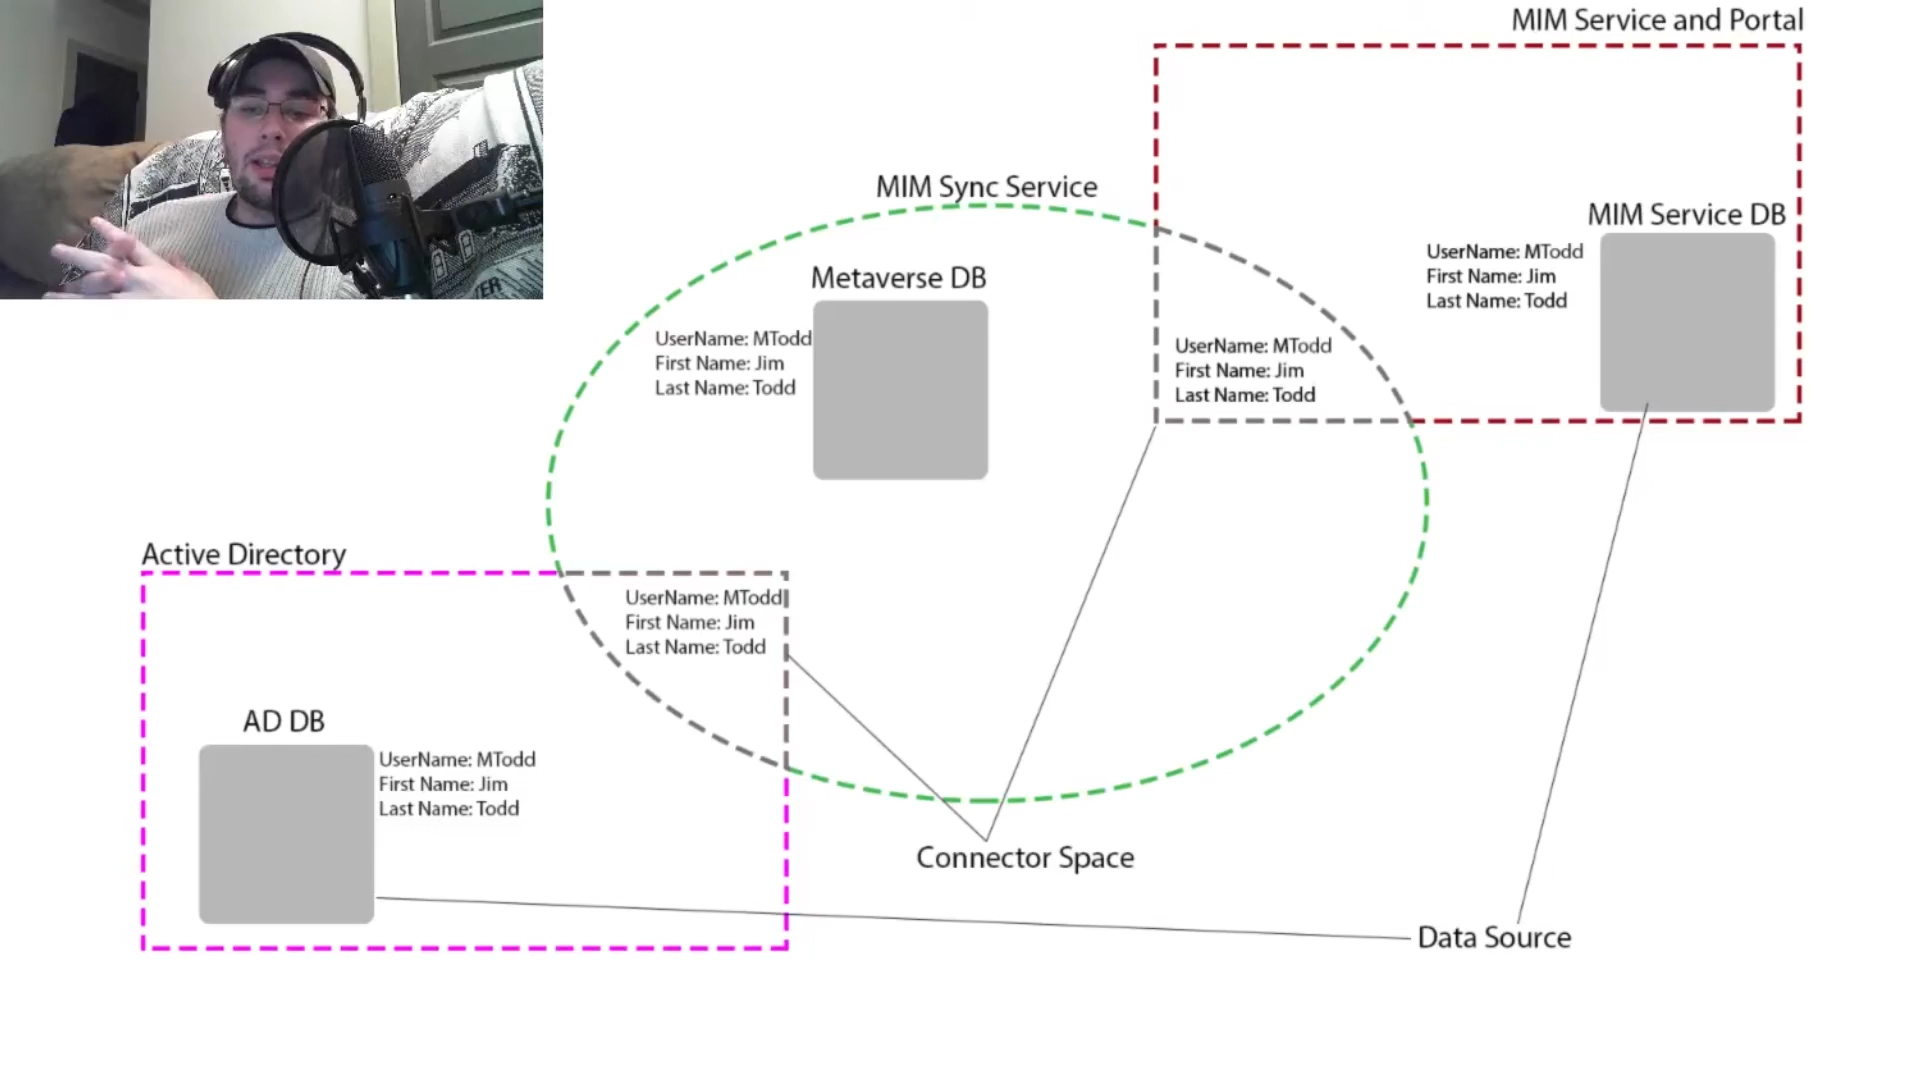 MIM Service and Portal
MIM Sync Service
MIM Service DB
UserName: MTodd
First Name: Jim
Last Name: Todd
Metaverse DB
UserName: MTodd
First Name: Jim
Last Name: Todd
UserName: MTodd
First Name: Jim
Last Name: Todd
Active Directory
UserName: MTodd
First Name: Jim
Last Name: Todd
AD DB
UserName: MTodd
First Name: Jim
Last Name: Todd
Connector Space
Data Source